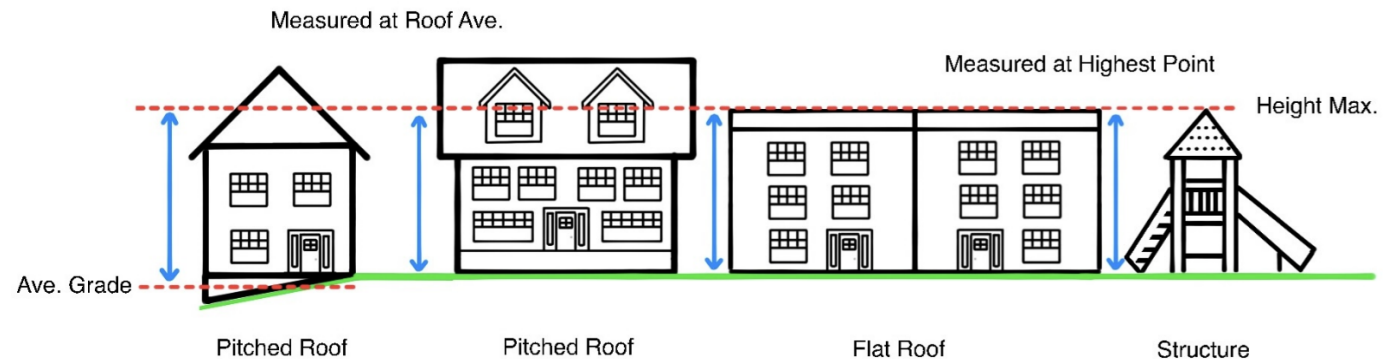 Measured at Roof Ave.
Measured at Highest Point
Height Max.
Ave. Grade
Pitched Roof
Pitched Roof
Flat Roof
Structure